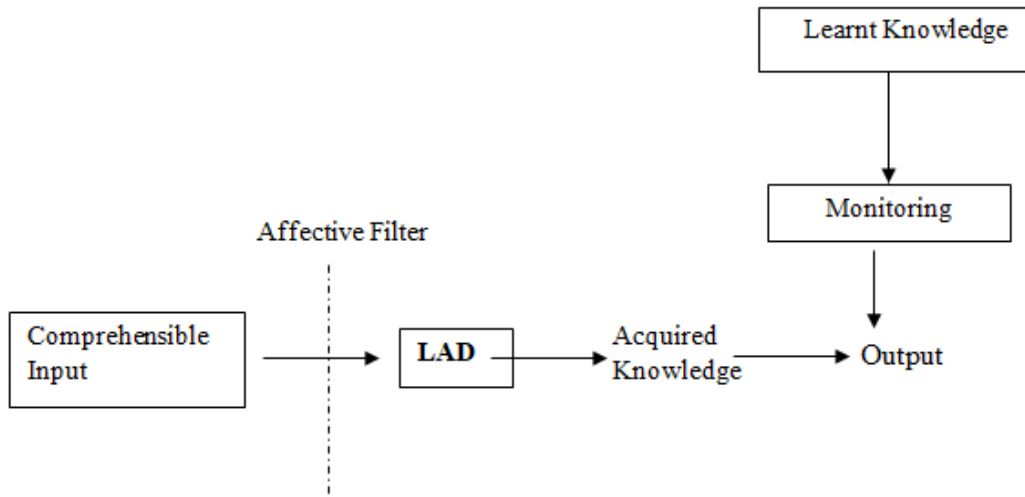 Learnt Knowledge
Monitoring
Affective Filter
Comprehensible
Input
LAD
Acquired
Knowledge
Output